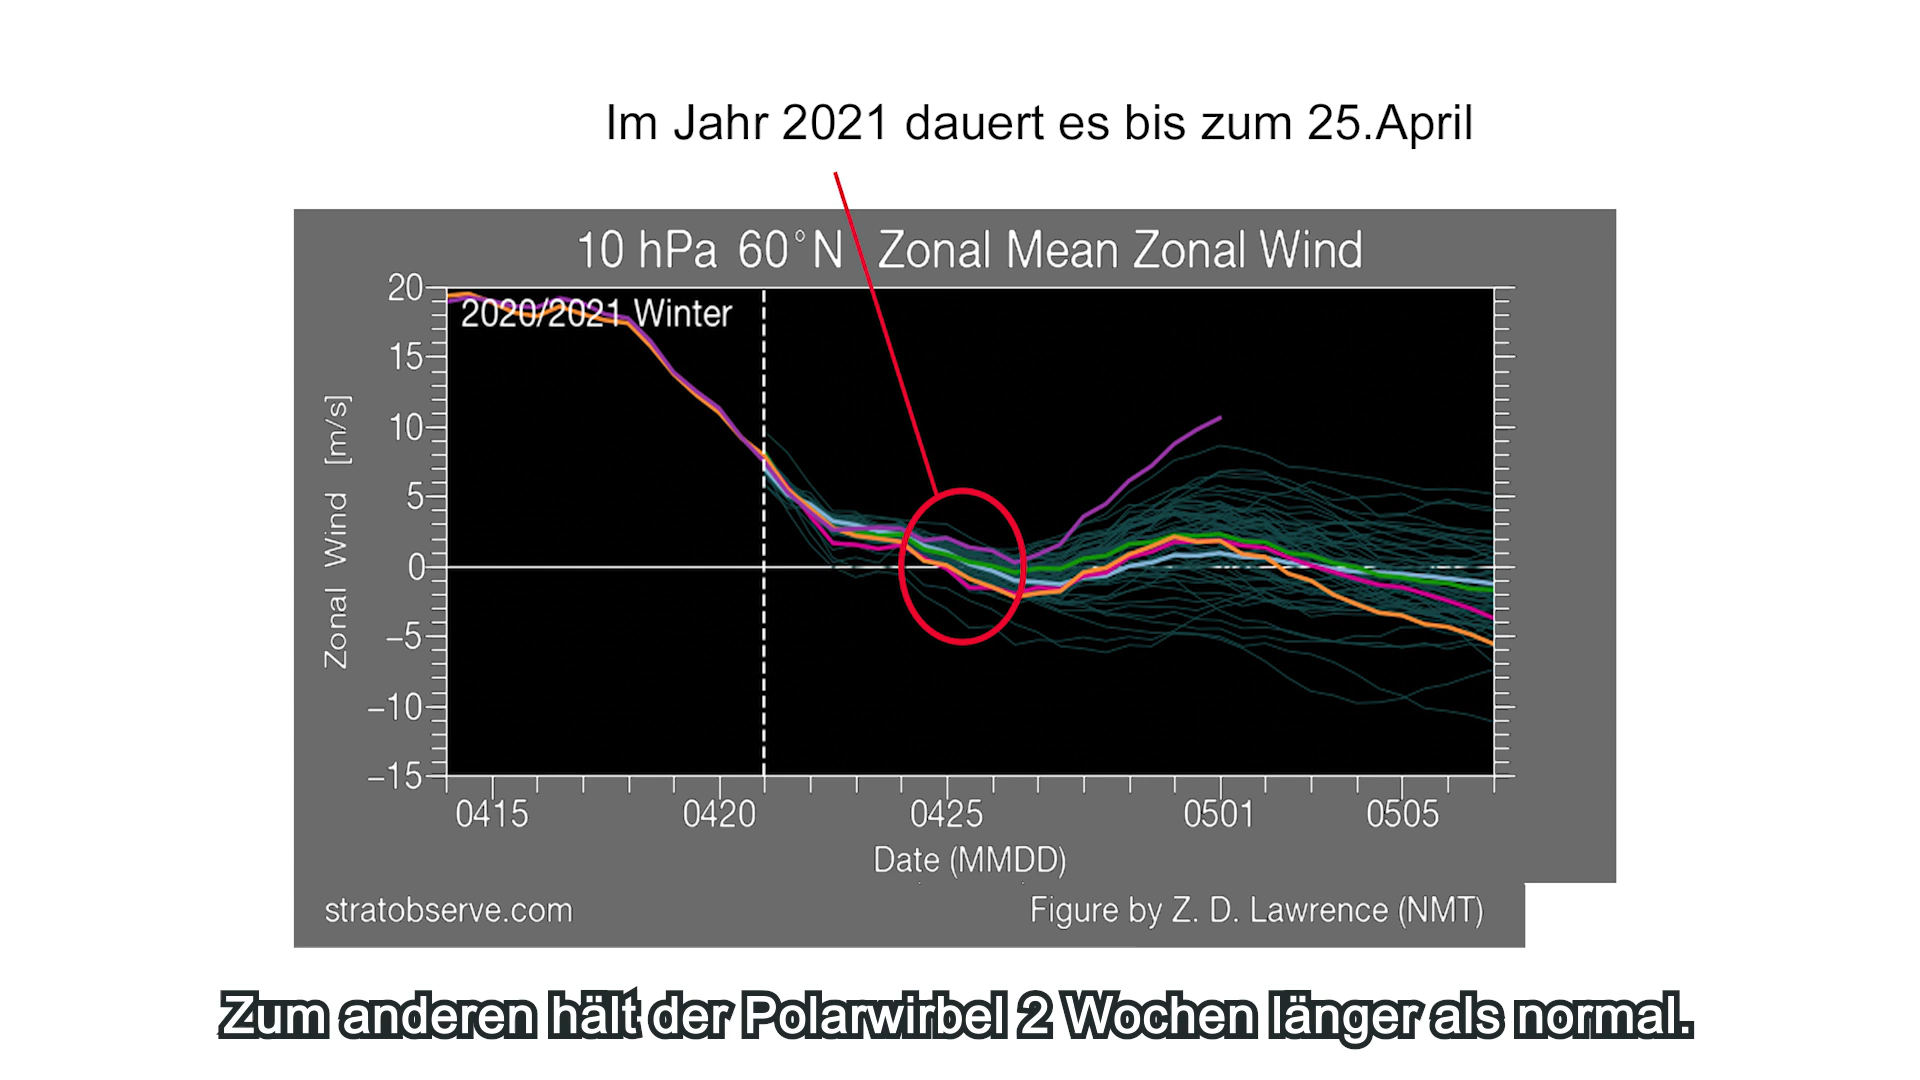 Im Jahr 2021 dauert es bis zum 25.April
10 hPa 60°N Zonal Mean Zonal Wind
2020/2021 Winter
20
15
10
5
0
−5
−10
−15
Zonal Wind [m/s]
0415 0420 0425 0501 0505
Date (MMDD)
stratobserve.com Figure by Z. D. Lawrence (NMT)
Zum anderen hält der Polarwirbel 2 Wochen länger als normal.